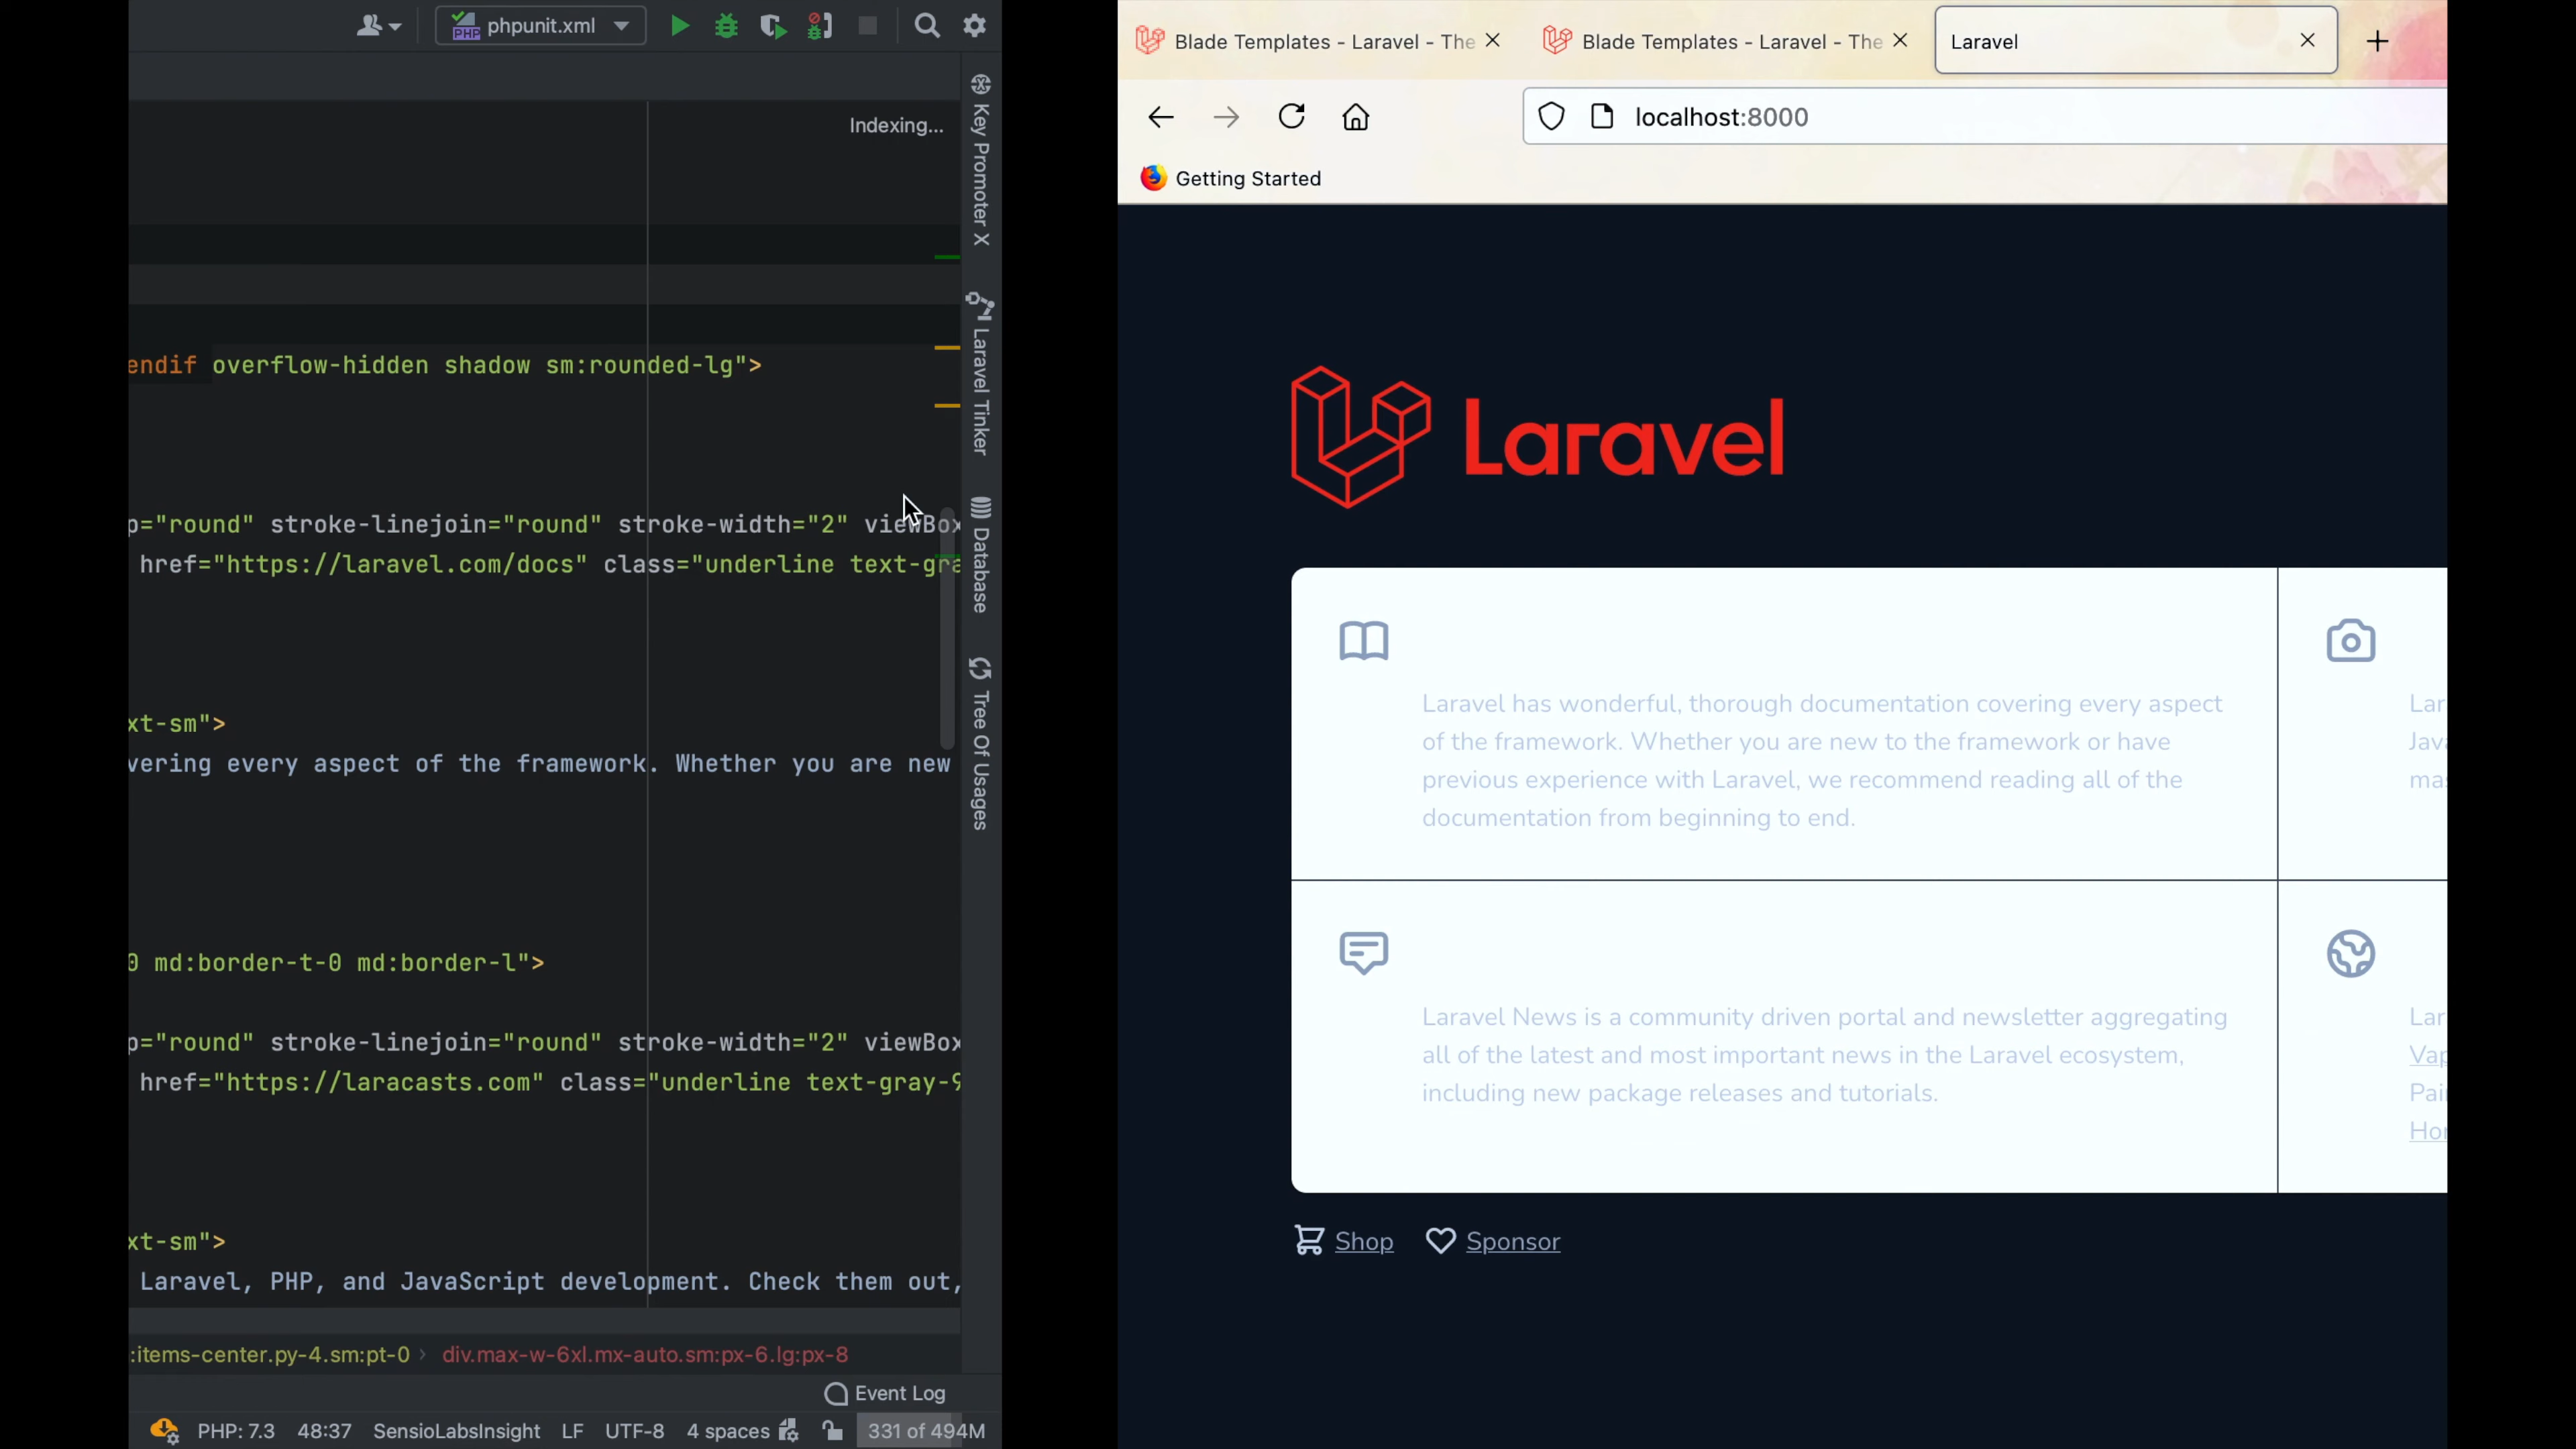 phpunit.xml
Indexing...
endif overflow-hidden shadow sm:rounded-lg">
p="round" stroke-linejoin="round" stroke-width="2" viewBox
href="https://laravel.com/docs" class="underline text-gra
xt-sm">
vering every aspect of the framework. Whether you are new
0 md:border-t-0 md:border-l">
p="round" stroke-linejoin="round" stroke-width="2" viewBox
href="https://laracasts.com" class="underline text-gray-9
xt-sm">
Laravel, PHP, and JavaScript development. Check them out,
:items-center.py-4.sm:pt-0 › div.max-w-6xl.mx-auto.sm:px-6.lg:px-8
Event Log
PHP: 7.3 48:37 SensioLabsInsight LF UTF-8 4 spaces 331 of 494M
Key Promoter X
Laravel Tinker
Database
Tree Of Usages
Blade Templates - Laravel - The
Blade Templates - Laravel - The
Laravel
localhost:8000
Getting Started
Laravel
Laravel has wonderful, thorough documentation covering every aspect
of the framework. Whether you are new to the framework or have
previous experience with Laravel, we recommend reading all of the
documentation from beginning to end.
Lar
Java
mas
Laravel News is a community driven portal and newsletter aggregating
all of the latest and most important news in the Laravel ecosystem,
including new package releases and tutorials.
Lar
Vap
Pai
Hor
Shop
Sponsor